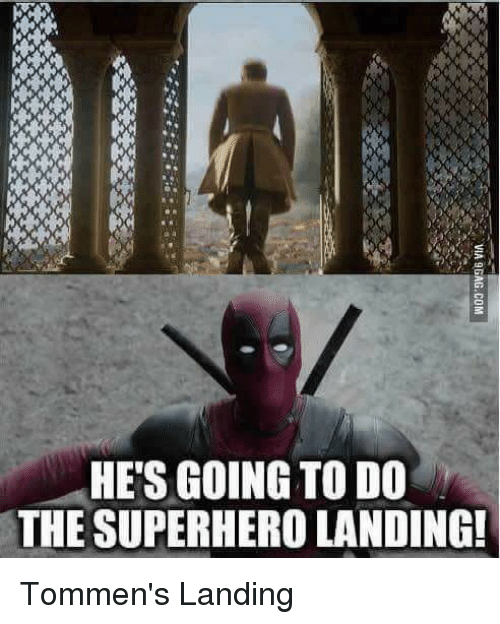 VIA 9GAG.COM
HE'S GOING TO DO
THE SUPERHERO LANDING!
Tommen's Landing